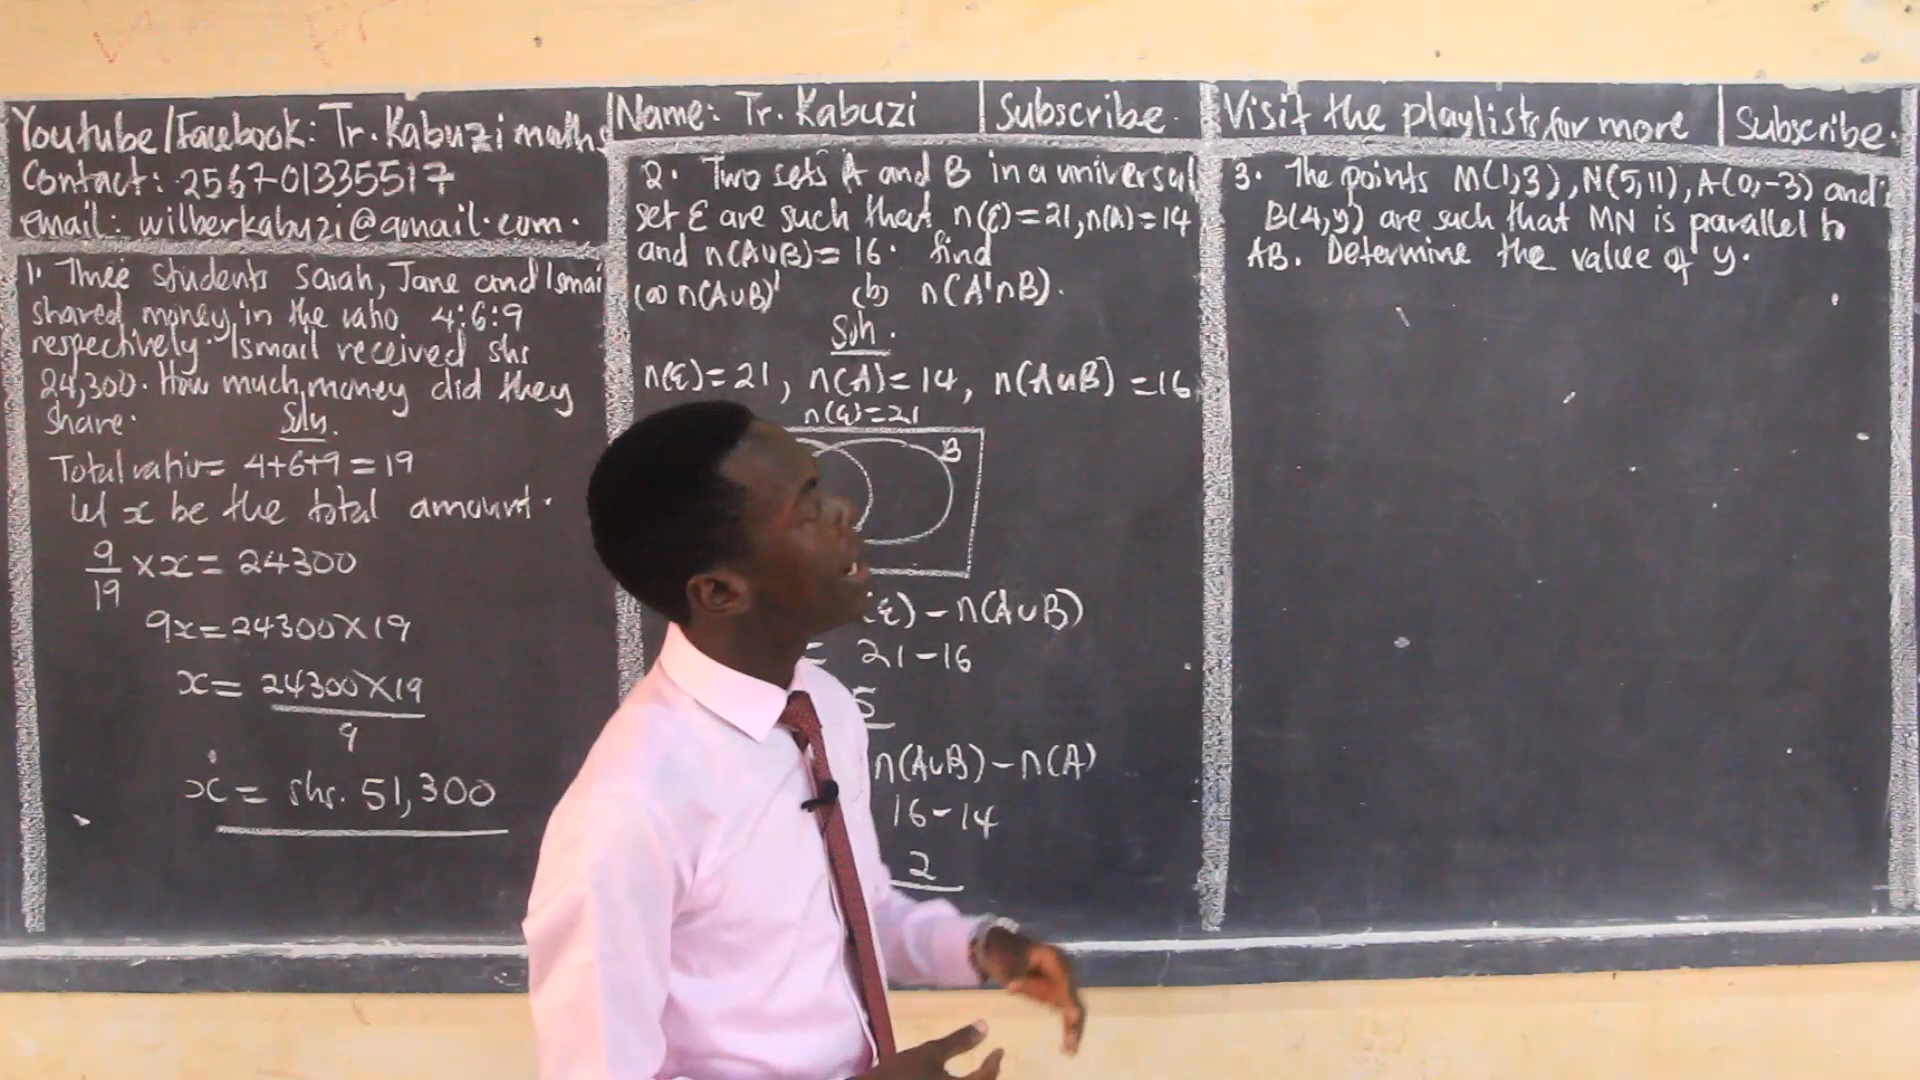 Youtube/Facebook: Tr. Kabuzi maths
Contact: 256701335517
email: wilberkabuzi@gmail.com.
1. Three students Sarah, Jane and Ismai
shared money in the ratio 4:6:9
respectively. Ismail received shs
24,300. How much money did they
share.
Soln.
Total ratio = 4+6+9 = 19
let x be the total amount.
9/19 × x = 24300
9x = 24300×19
x = 24300×19
9
x = shs. 51,300
Name: Tr. Kabuzi | Subscribe.
2. Two sets A and B in a universal
set ε are such that n(ε)=21, n(A)=14
and n(A∪B)= 16. find
(a) n(A∪B)' (b) n(A'∩B).
Soln.
n(ε)=21, n(A)=14, n(A∪B)=16
n(ε)=21
B
(ε) - n(A∪B)
= 21-16
5
n(A∪B)-n(A)
16-14
2
Visit the playlists for more | Subscribe.
3. The points M(1,3), N(5,11), A(0,-3) and
B(4,y) are such that MN is parallel to
AB. Determine the value of y.